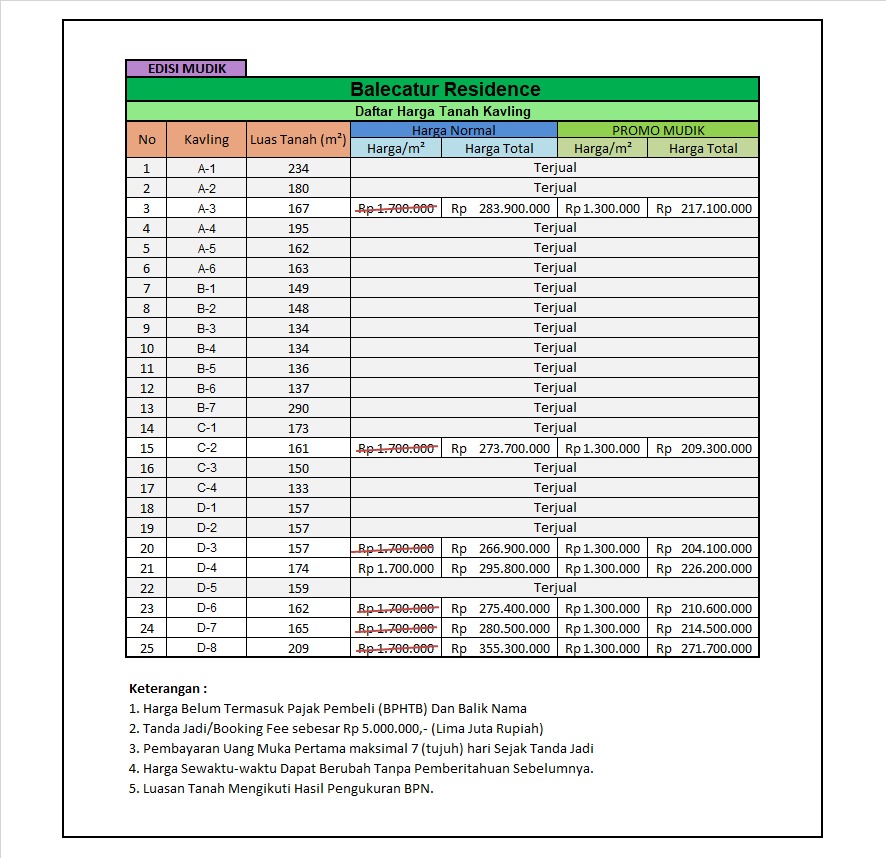 EDISI MUDIK
Balecatur Residence
Daftar Harga Tanah Kavling
No Kavling Luas Tanah (m²) Harga Normal PROMO MUDIK
Harga/m² Harga Total Harga/m² Harga Total
1 A-1 234 Terjual
2 A-2 180 Terjual
3 A-3 167 Rp 1.700.000 Rp 283.900.000 Rp 1.300.000 Rp 217.100.000
4 A-4 195 Terjual
5 A-5 162 Terjual
6 A-6 163 Terjual
7 B-1 149 Terjual
8 B-2 148 Terjual
9 B-3 134 Terjual
10 B-4 134 Terjual
11 B-5 136 Terjual
12 B-6 137 Terjual
13 B-7 290 Terjual
14 C-1 173 Terjual
15 C-2 161 Rp 1.700.000 Rp 273.700.000 Rp 1.300.000 Rp 209.300.000
16 C-3 150 Terjual
17 C-4 133 Terjual
18 D-1 157 Terjual
19 D-2 157 Terjual
20 D-3 157 Rp 1.700.000 Rp 266.900.000 Rp 1.300.000 Rp 204.100.000
21 D-4 174 Rp 1.700.000 Rp 295.800.000 Rp 1.300.000 Rp 226.200.000
22 D-5 159 Terjual
23 D-6 162 Rp 1.700.000 Rp 275.400.000 Rp 1.300.000 Rp 210.600.000
24 D-7 165 Rp 1.700.000 Rp 280.500.000 Rp 1.300.000 Rp 214.500.000
25 D-8 209 Rp 1.700.000 Rp 355.300.000 Rp 1.300.000 Rp 271.700.000
Keterangan :
1. Harga Belum Termasuk Pajak Pembeli (BPHTB) Dan Balik Nama
2. Tanda Jadi/Booking Fee sebesar Rp 5.000.000,- (Lima Juta Rupiah)
3. Pembayaran Uang Muka Pertama maksimal 7 (tujuh) hari Sejak Tanda Jadi
4. Harga Sewaktu-waktu Dapat Berubah Tanpa Pemberitahuan Sebelumnya.
5. Luasan Tanah Mengikuti Hasil Pengukuran BPN.